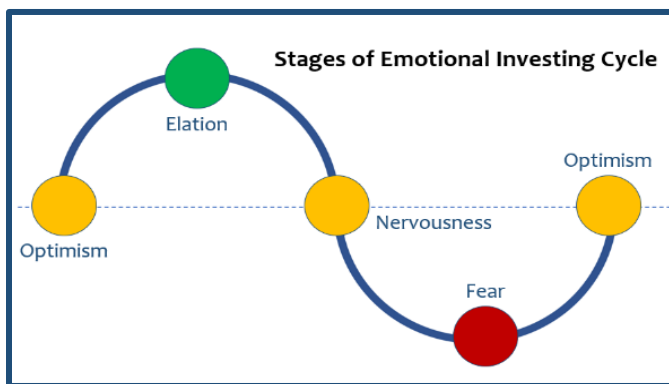 Stages of Emotional Investing Cycle
Elation
Optimism
Nervousness
Optimism
Fear